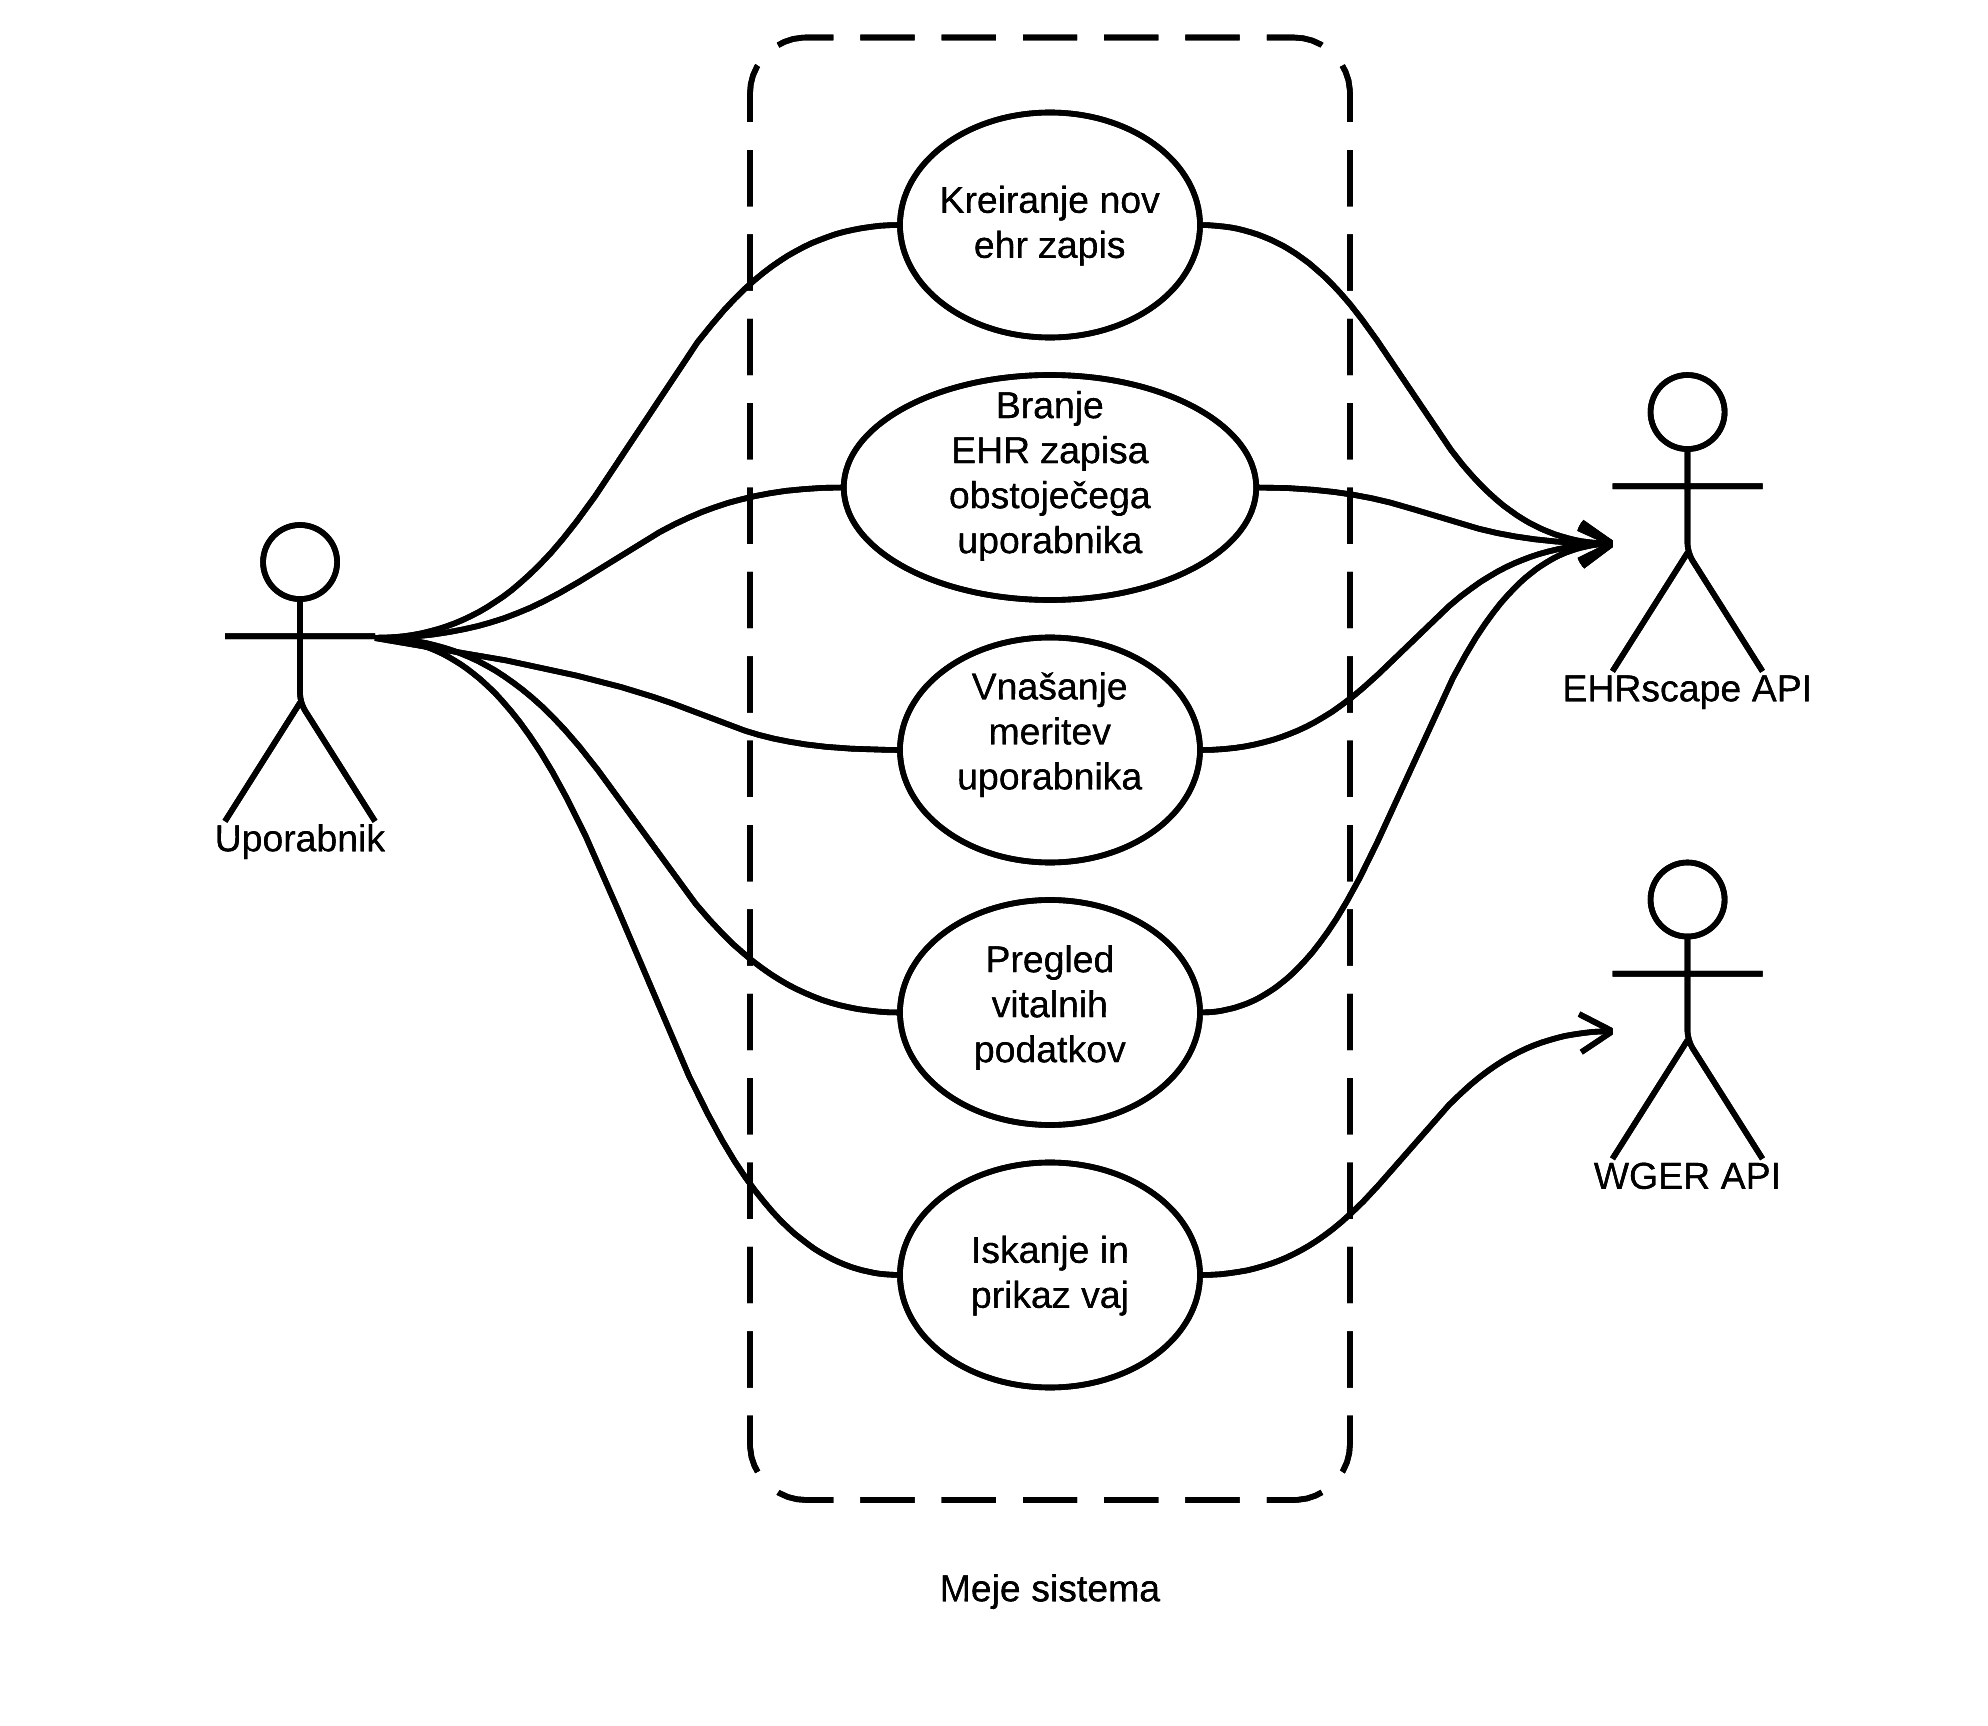 Kreiranje nov
ehr zapis
Branje
EHR zapisa
obstoječega
uporabnika
Vnašanje
meritev
uporabnika
Pregled
vitalnih
podatkov
Iskanje in
prikaz vaj
Uporabnik
EHRscape API
WGER API
Meje sistema